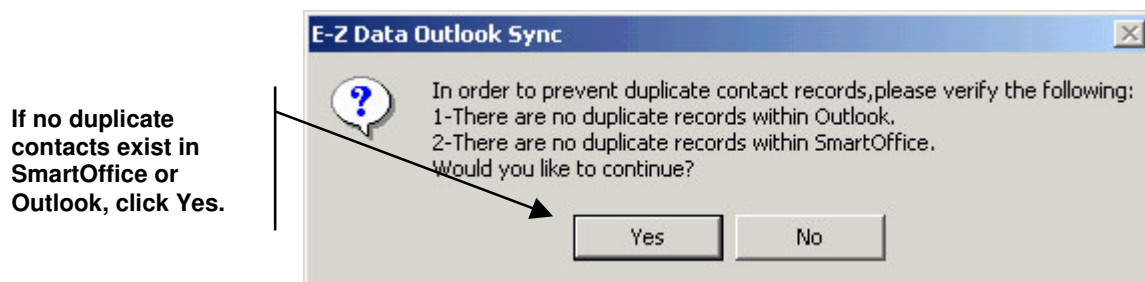 E-Z Data Outlook Sync
In order to prevent duplicate contact records,please verify the following:
1-There are no duplicate records within Outlook.
2-There are no duplicate records within SmartOffice.
Would you like to continue?
Yes No
If no duplicate
contacts exist in
SmartOffice or
Outlook, click Yes.